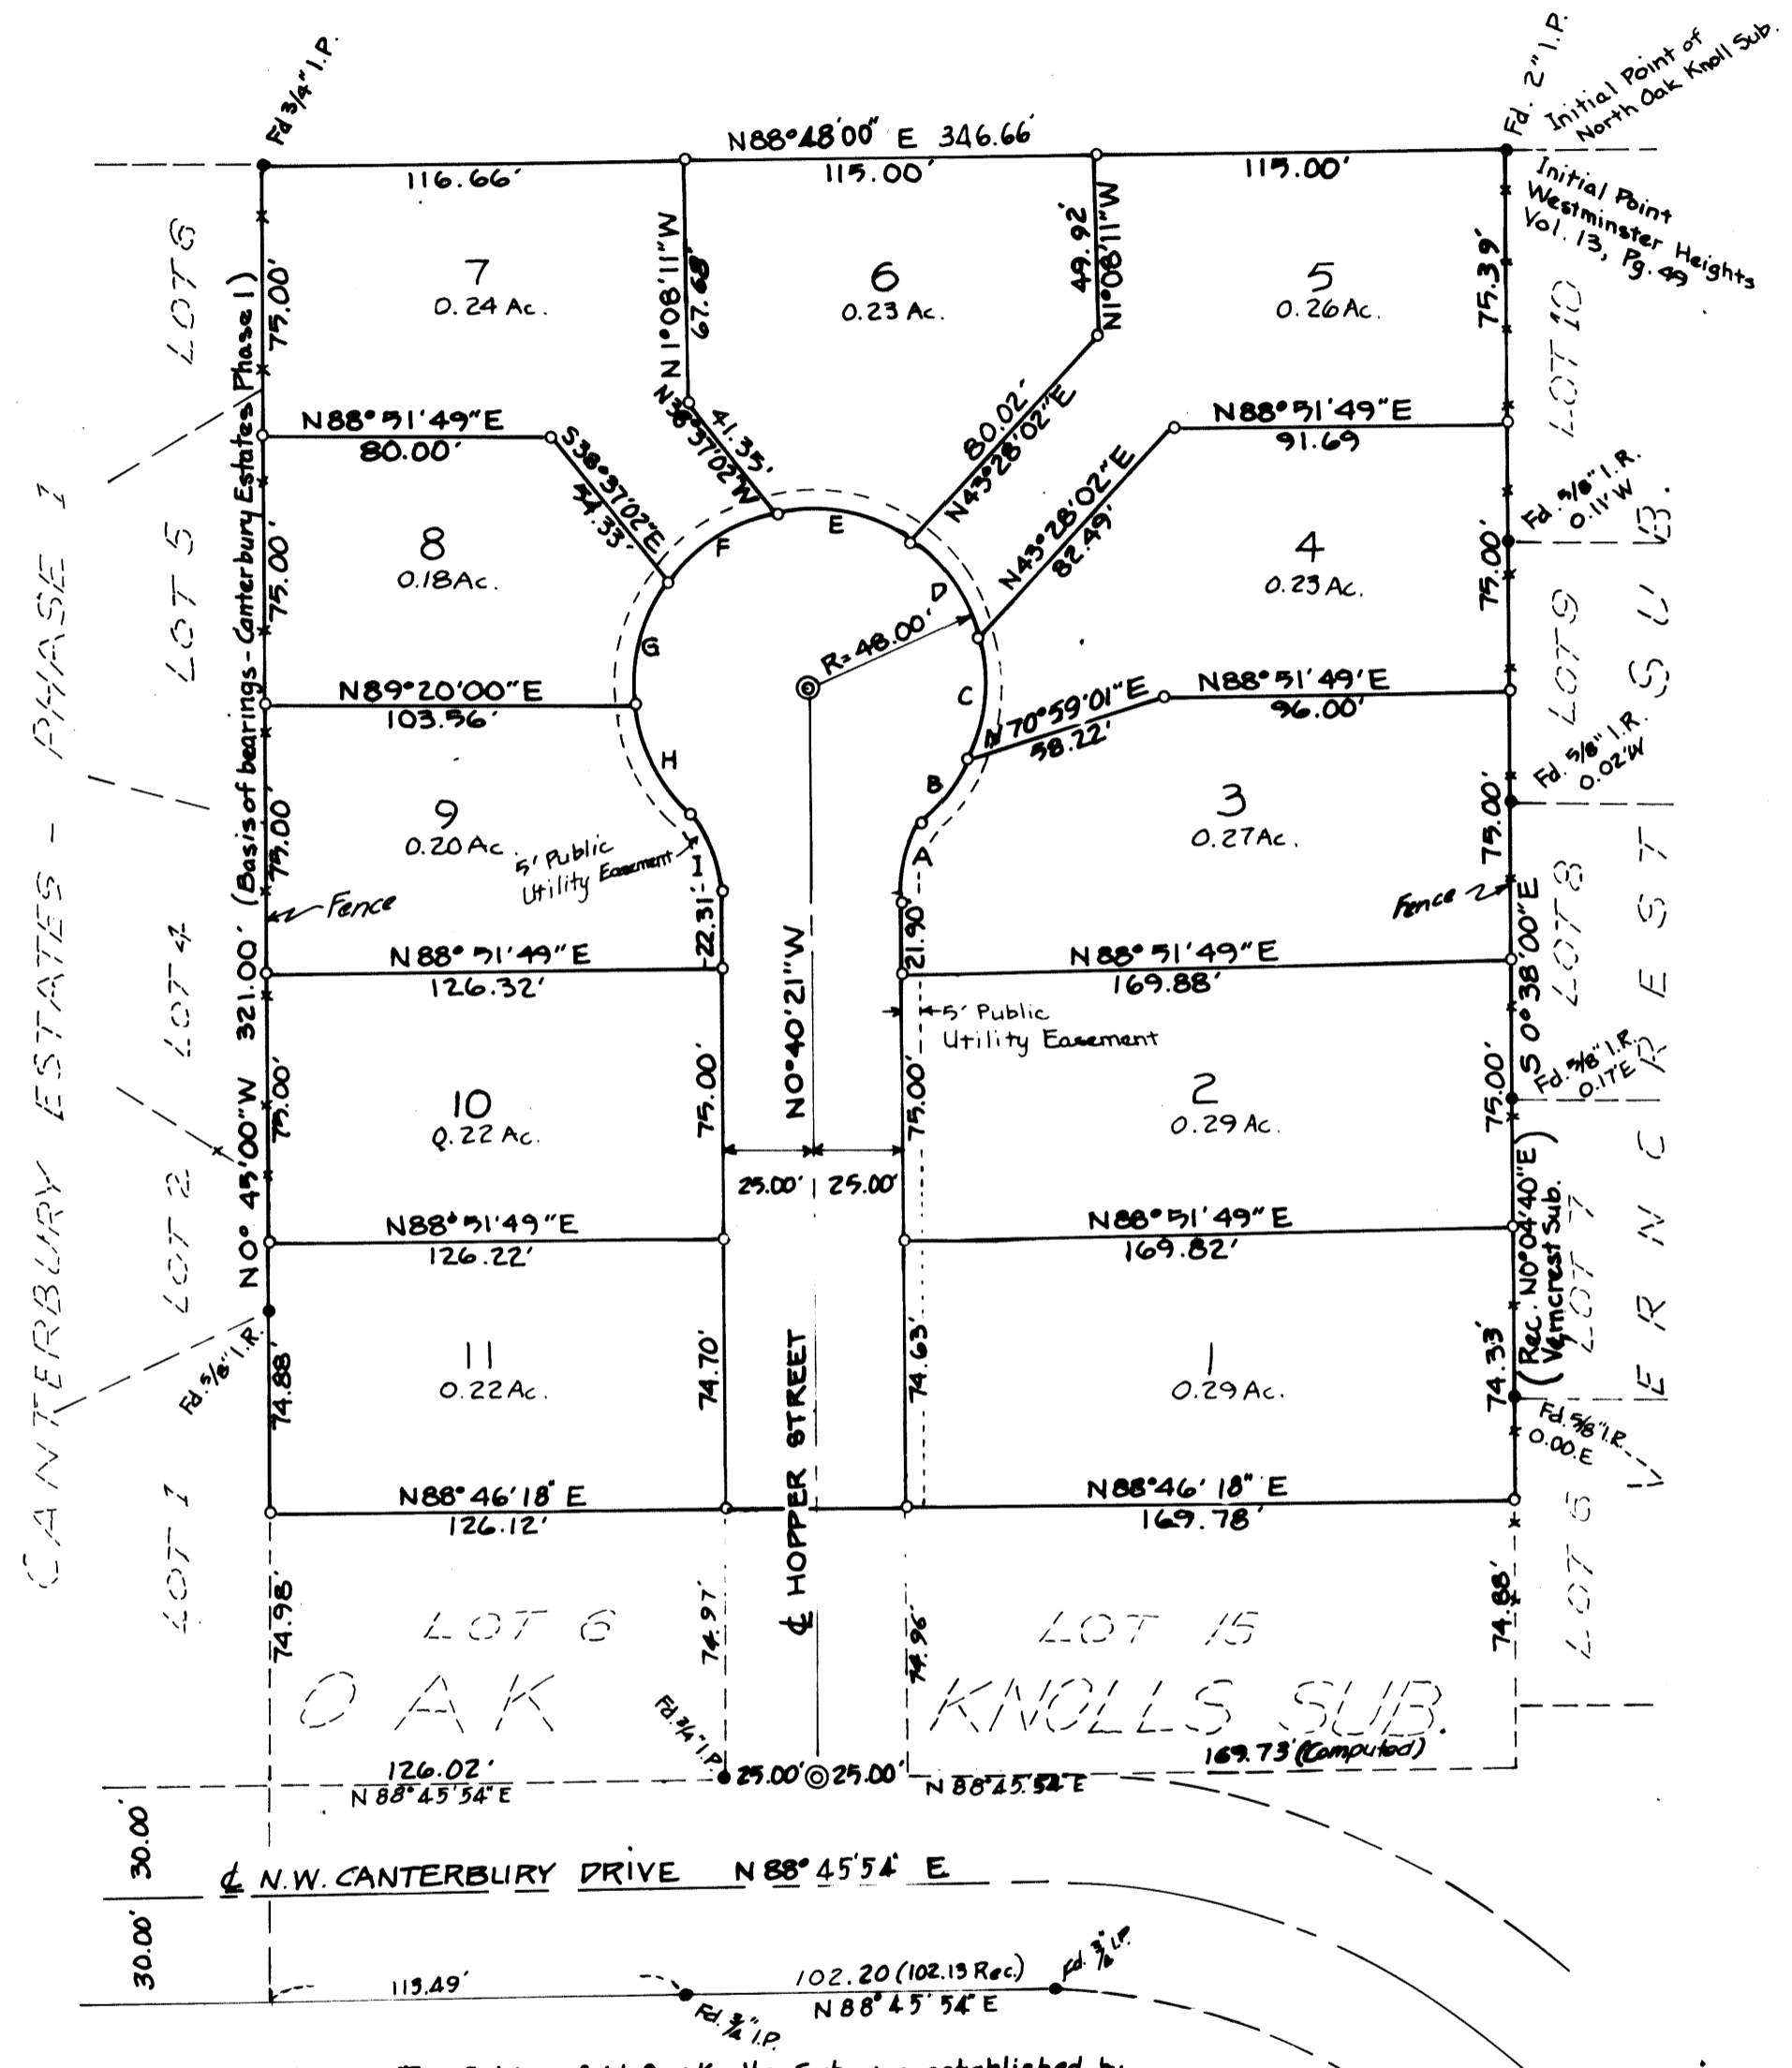 Fd 3/4" I.P.
Fd. 2" I.P.
Initial Point of
North Oak Knoll Sub.
N88°48'00" E 346.66'
116.66'
115.00'
115.00'
Initial Point
Westminster Heights
Vol. 13, Pg. 49
LOT 6
75.00'
7
0.24 Ac.
N 1°08'11"W
67.68'
6
0.23 Ac.
49.92'
N1°08'11"W
5
0.26 Ac.
75.39'
LOT 10
N88°51'49"E
80.00'
S38°37'02"E
54.33'
N38°37'02"W
41.35'
80.02'
N43°28'02"E
N88°51'49"E
91.69
Fd. 5/8" I.R.
0.11' W
CANTERBURY ESTATES - PHASE I
LOT 5
75.00'
8
0.18 Ac.
E
F
G
D
C
R=48.00'
N43°28'02"E
82.49'
4
0.23 Ac.
75.00'
LOT 9
N89°20'00"E
103.56'
N 70°59'01"E
58.22'
N88°51'49'E
96.00'
Fd. 5/8" I.R.
0.02'W
N0° 45'00"W 321.00' (Basis of bearings - Canterbury Estates Phase I)
75.00'
9
0.20 Ac.
H
I
B
A
5' Public
Utility Easement
Fence
22.31'
21.90'
3
0.27 Ac.
75.00'
Fence
LOT 8
ERNCREST SUB.
LOT 4
N88°51'49"E
126.32'
N0°40'21"W
N88°51'49"E
169.88'
5' Public
Utility Easement
S 0°38'00"E
Fd. 5/8" I.R.
0.17'E
75.00'
10
0.22 Ac.
75.00'
75.00'
2
0.29 Ac.
75.00'
25.00'
25.00'
(Rec. N0°04'40"E)
(Verncrest Sub.
LOT 7
LOT 2
N88°51'49"E
126.22'
N88°51'49"E
169.82'
Fd. 5/8" I.R.
74.88'
11
0.22 Ac.
74.70'
℄ HOPPER STREET
74.63'
1
0.29 Ac.
74.33'
Fd. 5/8" I.R.
0.00.E
LOT 1
N88°46'18" E
126.12'
N88°46'18" E
169.78'
74.98'
LOT 6
74.97'
74.96'
LOT 15
74.88'
OAK
KNOLLS SUB.
Fd. 3/4" I.P.
126.02'
N 88°45'54" E
25.00'
25.00'
169.73' (Computed)
N 88°45'54"E
30.00'
℄ N.W. CANTERBURY DRIVE N 88°45'54" E
30.00'
113.49'
102.20 (102.13 Rec.)
N 88°45'54" E
Fd. 3/4" I.P.
Fd. 3/4" I.P.